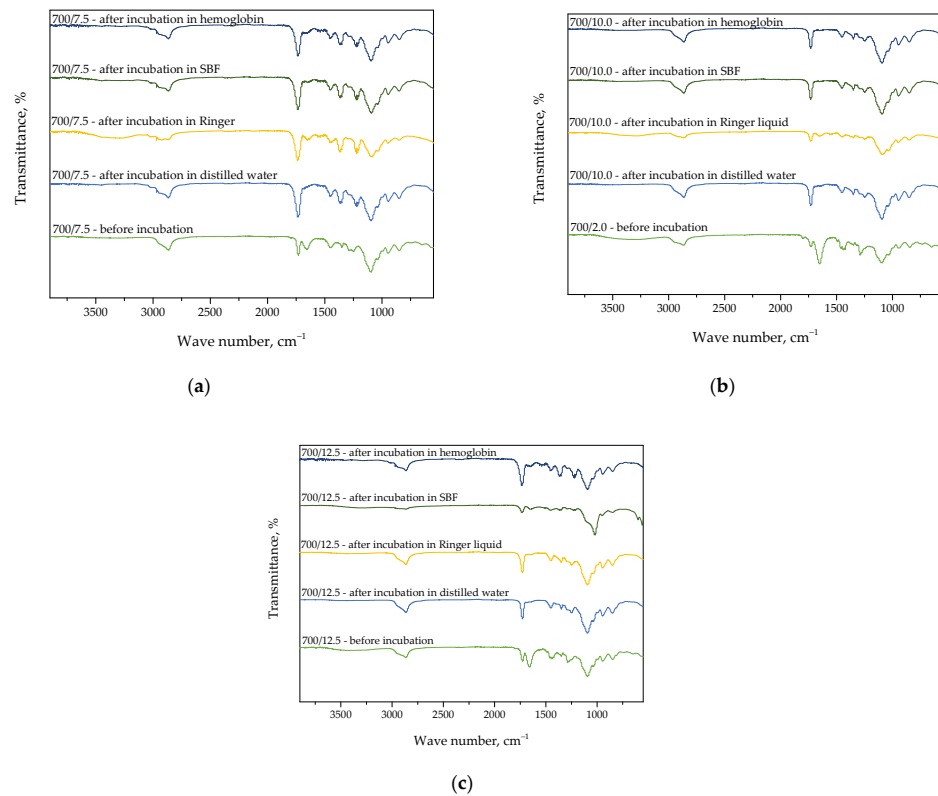 700/7.5 - after incubation in hemoglobin
700/7.5 - after incubation in SBF
700/7.5 - after incubation in Ringer
700/7.5 - after incubation in distilled water
700/7.5 - before incubation
Transmittance, %
3500 3000 2500 2000 1500 1000
Wave number, cm⁻¹
(a)
700/10.0 - after incubation in hemoglobin
700/10.0 - after incubation in SBF
700/10.0 - after incubation in Ringer liquid
700/10.0 - after incubation in distilled water
700/2.0 - before incubation
Transmittance, %
3500 3000 2500 2000 1500 1000
Wave number, cm⁻¹
(b)
700/12.5 - after incubation in hemoglobin
700/12.5 - after incubation in SBF
700/12.5 - after incubation in Ringer liquid
700/12.5 - after incubation in distilled water
700/12.5 - before incubation
Transmittance, %
3500 3000 2500 2000 1500 1000
Wave number, cm⁻¹
(c)